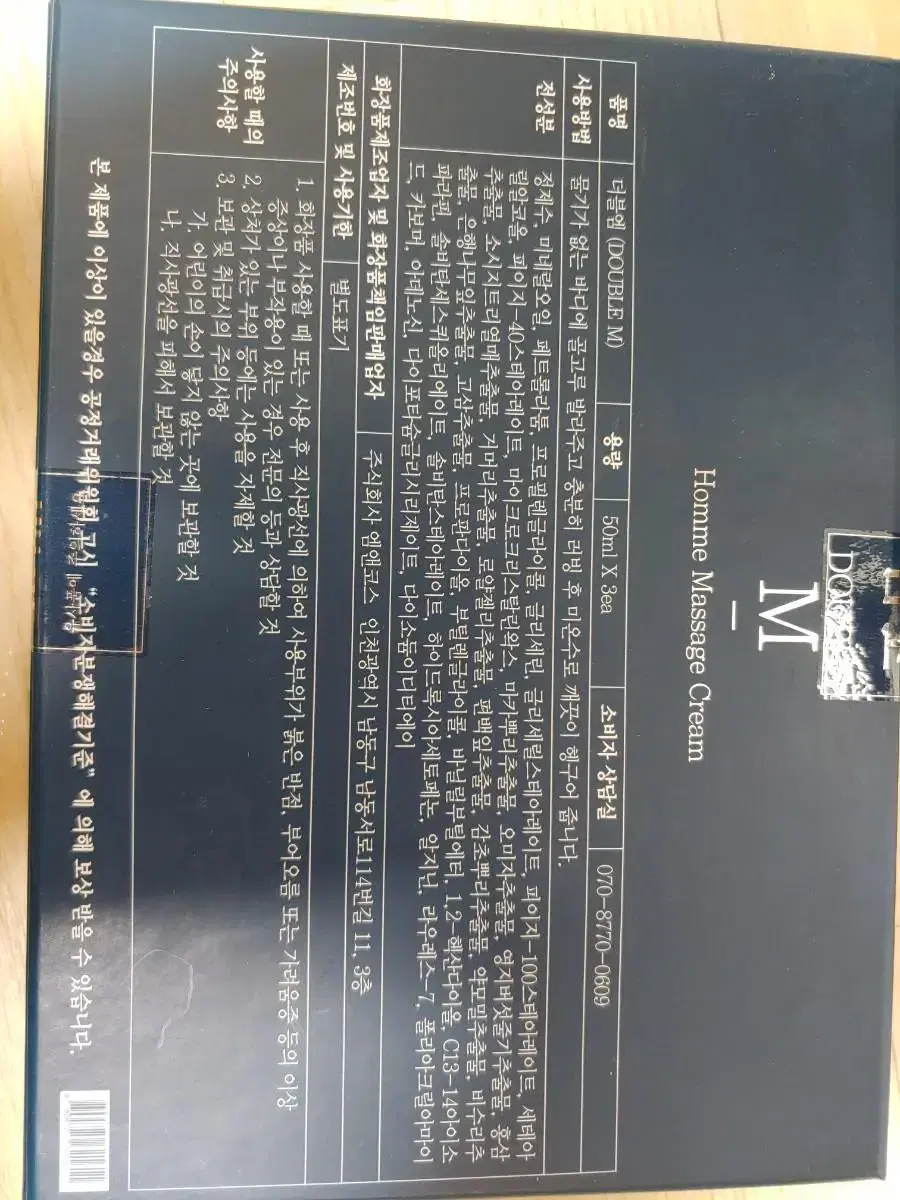 M
Homme Massage Cream
품명 더블엠 (DOUBLE M) 용량 50ml X 3ea 소비자 상담실 070-8770-0609
사용방법 물기가 없는 바디에 골고루 발라주고 충분히 러빙 후 미온수로 깨끗이 헹구어 줍니다.
전성분 정제수, 미네랄오일, 페트롤라툼, 프로필렌글라이콜, 글리세린, 글리세릴스테아레이트, 피이지-100스테아레이트, 세테아
릴알코올, 피이지-40스테아레이트, 마이크로크리스탈린왁스, 마카뿌리추출물, 오미자추출물, 영지버섯줄기추출물, 홍삼
추출물, 소시지트리열매추출물, 기마리추출물, 로얄젤리추출물, 편백잎추출물, 감초뿌리추출물, 약모밀추출물, 비수리추
출물, 은행나무잎추출물, 고삼추출물, 프로판다이올, 부틸렌글라이콜, 바닐릴부틸에터, 1,2-헥산다이올, C13-14아이소
파라핀, 솔비탄세스퀴올리에이트, 솔비탄스테아레이트, 하이드록시아세토페논, 알지닌, 라우레스-7, 폴리아크릴아마이
드, 카보머, 아데노신, 다이포타슘글리시리제이트, 다이소듐이디티에이
화장품제조업자 및 화장품책임판매업자 주식회사 엠앤코스 인천광역시 남동구 남동서로114번길 11, 3층
제조번호 및 사용기한 별도표기
사용할 때의
주의사항
1. 화장품 사용할 때 또는 사용 후 직사광선에 의하여 사용부위가 붉은 반점, 부어오름 또는 가려움증 등의 이상
증상이나 부작용이 있는 경우 전문의 등과 상담할 것
2. 상처가 있는 부위 등에는 사용을 자제할 것
3. 보관 및 취급시의 주의사항
가. 어린이의 손이 닿지 않는 곳에 보관할 것
나. 직사광선을 피해서 보관할 것
본 제품에 이상이 있을경우 공정거래위원회 고시 "소비자분쟁해결기준" 에 의해 보상 받을 수 있습니다.